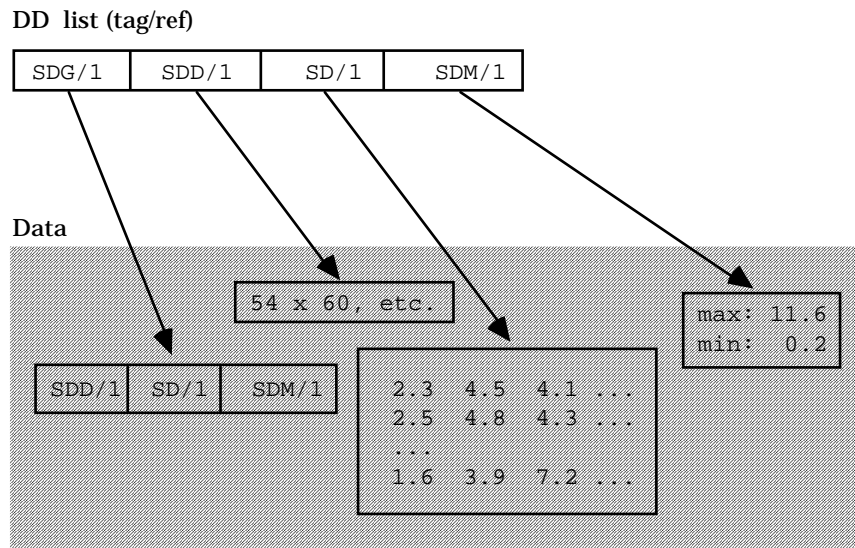 DD list (tag/ref)
SDG/1 SDD/1 SD/1 SDM/1
Data
54 x 60, etc.
max: 11.6
min: 0.2
SDD/1 SD/1 SDM/1
2.3 4.5 4.1 ...
2.5 4.8 4.3 ...
...
1.6 3.9 7.2 ...